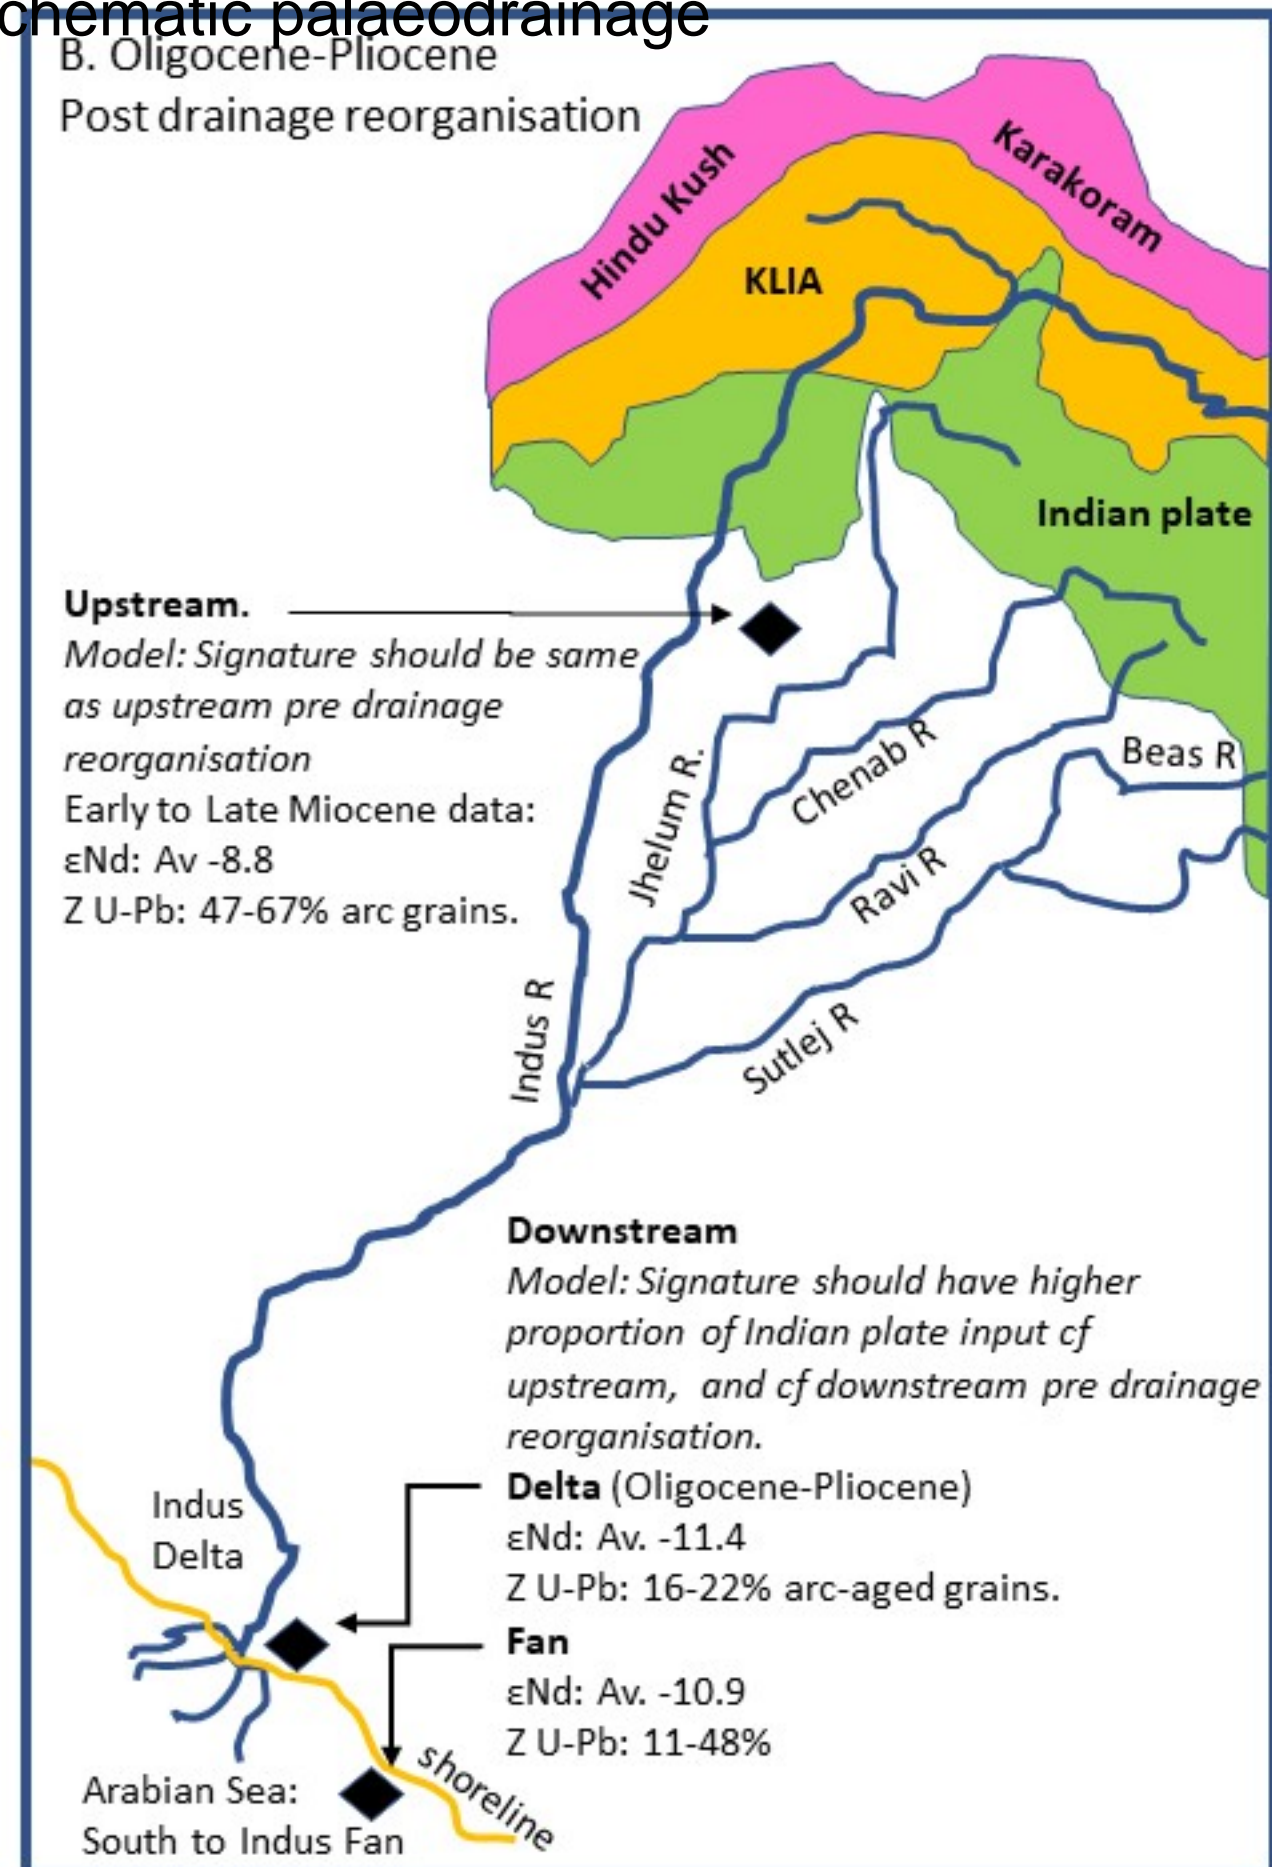 chematic palaeodrainage
B. Oligocene-Pliocene
Post drainage reorganisation
Hindu Kush
Karakoram
KLIA
Indian plate
Upstream.
Model: Signature should be same
as upstream pre drainage
reorganisation
Early to Late Miocene data:
εNd: Av -8.8
Z U-Pb: 47-67% arc grains.
Jhelum R.
Chenab R
Beas R
Ravi R
Indus R
Sutlej R
Downstream
Model: Signature should have higher
proportion of Indian plate input cf
upstream, and cf downstream pre drainage
reorganisation.
Delta (Oligocene-Pliocene)
εNd: Av. -11.4
Z U-Pb: 16-22% arc-aged grains.
Fan
εNd: Av. -10.9
Z U-Pb: 11-48%
Indus
Delta
shoreline
Arabian Sea:
South to Indus Fan